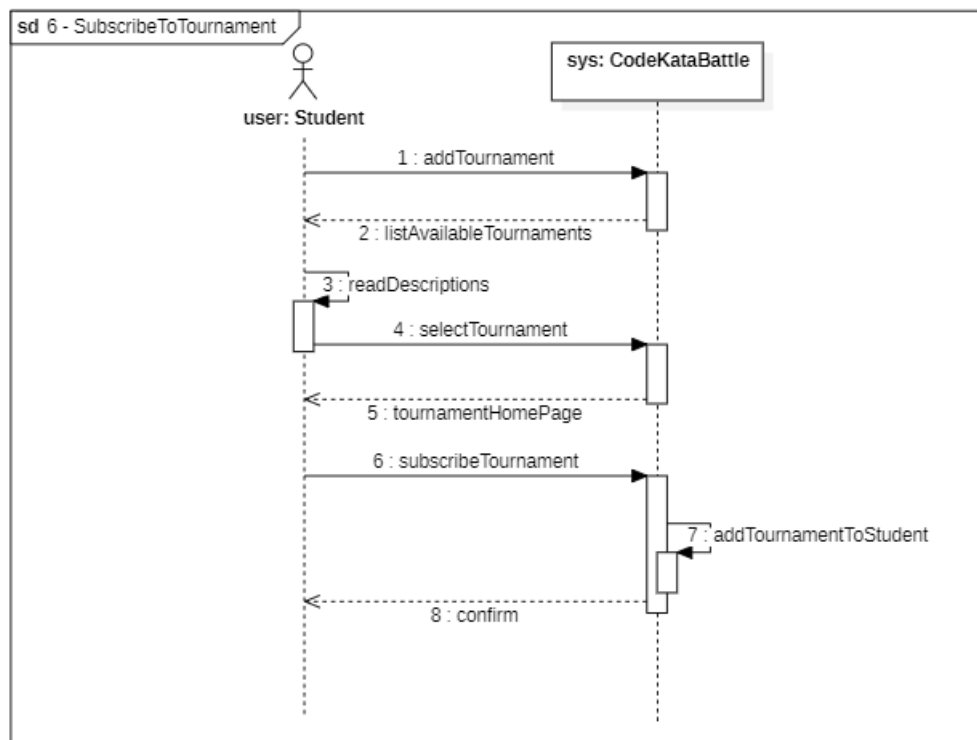 sd 6 - SubscribeToTournament
sys: CodeKataBattle
user: Student
1 : addTournament
2 : listAvailableTournaments
3 : readDescriptions
4 : selectTournament
5 : tournamentHomePage
6 : subscribeTournament
7 : addTournamentToStudent
8 : confirm